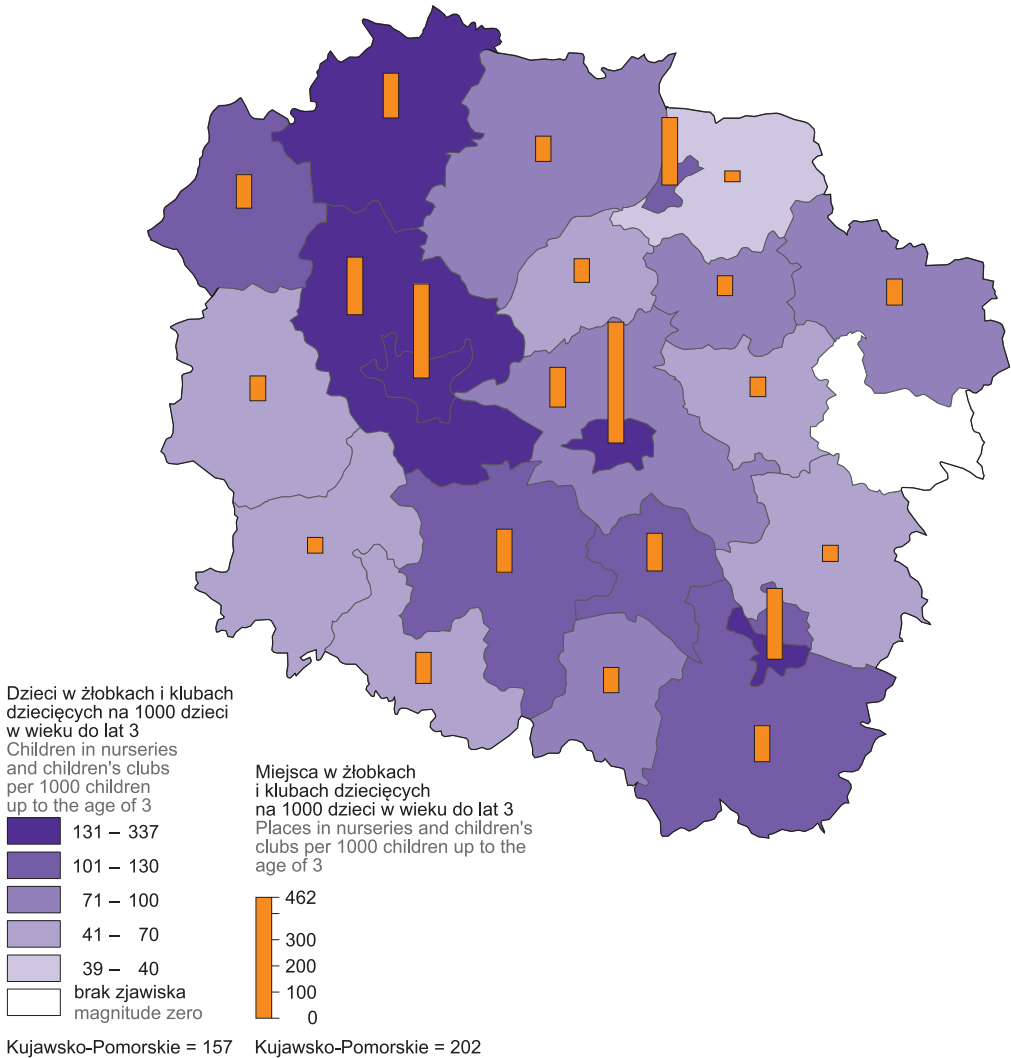 Dzieci w żłobkach i klubach
dziecięcych na 1000 dzieci
w wieku do lat 3
Children in nurseries
and children's clubs
per 1000 children
up to the age of 3
131 – 337
101 – 130
71 – 100
41 – 70
39 – 40
brak zjawiska
magnitude zero
Kujawsko-Pomorskie = 157
Miejsca w żłobkach
i klubach dziecięcych
na 1000 dzieci w wieku do lat 3
Places in nurseries and children's
clubs per 1000 children up to the
age of 3
462
300
200
100
0
Kujawsko-Pomorskie = 202